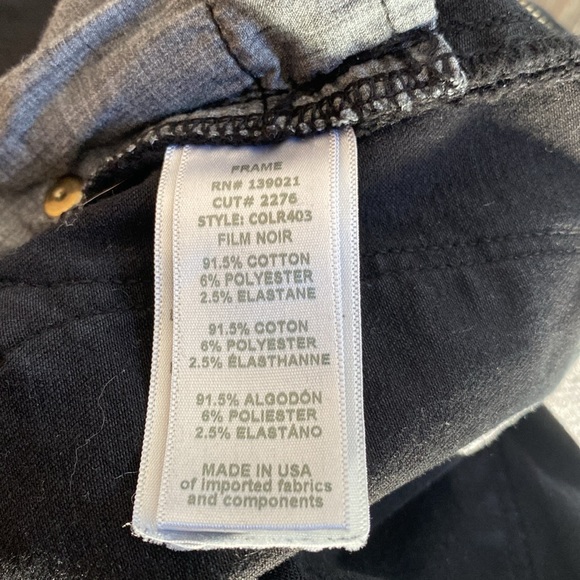 FRAME
RN# 139021
CUT# 2276
STYLE: COLR403
FILM NOIR
91.5% COTTON
6% POLYESTER
2.5% ELASTANE
91.5% COTON
6% POLYESTER
2.5% ÉLASTHANNE
91.5% ALGODÓN
6% POLIESTER
2.5% ELASTÁNO
MADE IN USA
of imported fabrics
and components